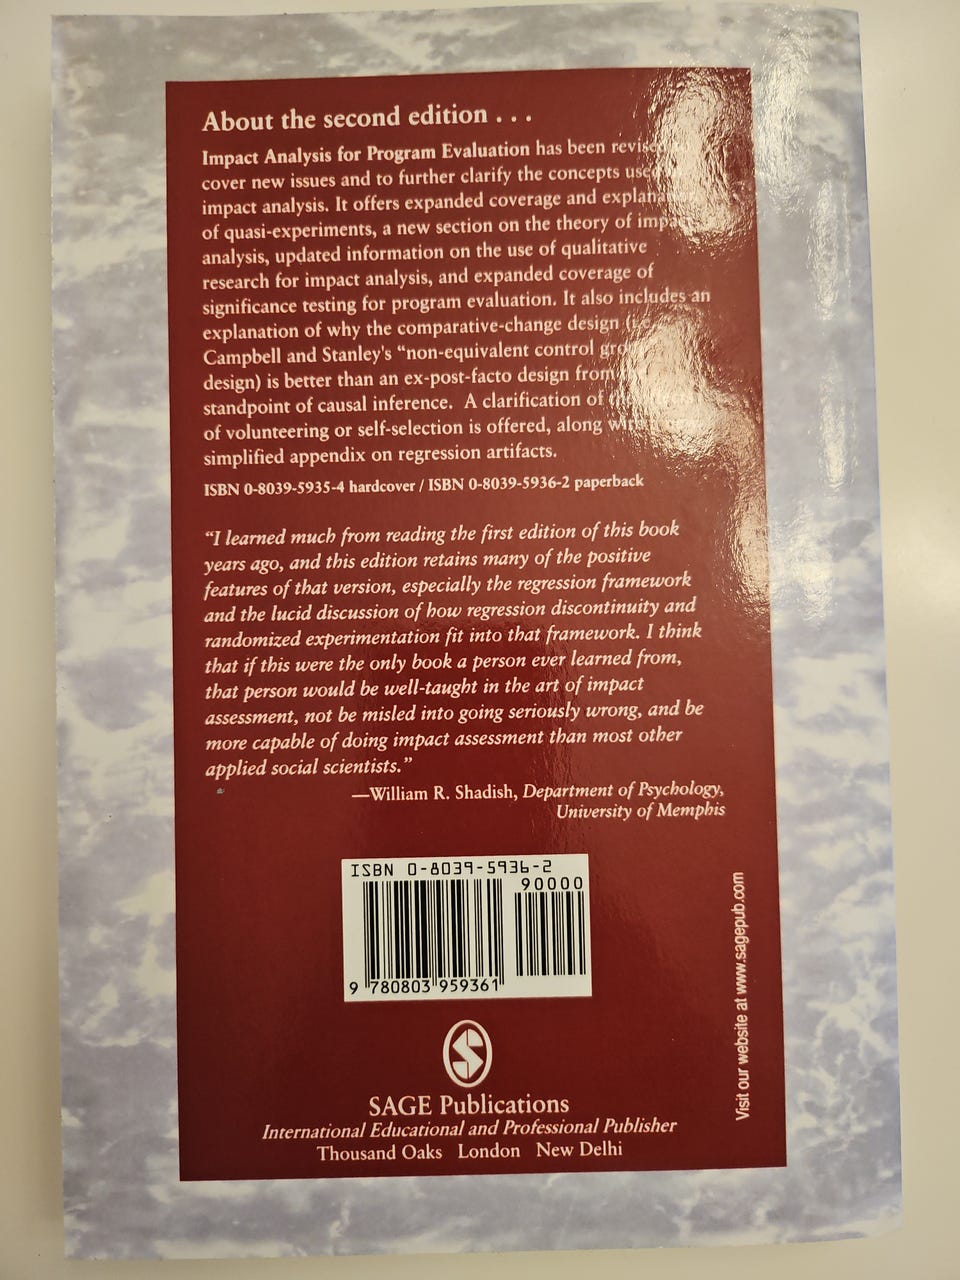 About the second edition . . .
Impact Analysis for Program Evaluation has been revised
cover new issues and to further clarify the concepts used
impact analysis. It offers expanded coverage and
of quasi-experiments, a new section on the theory of
analysis, updated information on the use of qualitative
research for impact analysis, and expanded coverage of
significance testing for program evaluation. It also includes an
explanation of why the comparative-change design
Campbell and Stanley's “non-equivalent control
design) is better than an ex-post-facto design from
standpoint of causal inference. A clarification of
of volunteering or self-selection is offered, along with
simplified appendix on regression artifacts.
ISBN 0-8039-5935-4 hardcover / ISBN 0-8039-5936-2 paperback
“I learned much from reading the first edition of this book
years ago, and this edition retains many of the positive
features of that version, especially the regression framework
and the lucid discussion of how regression discontinuity and
randomized experimentation fit into that framework. I think
that if this were the only book a person ever learned from,
that person would be well-taught in the art of impact
assessment, not be misled into going seriously wrong, and be
more capable of doing impact assessment than most other
applied social scientists.”
—William R. Shadish, Department of Psychology,
University of Memphis
ISBN 0-8039-5936-2
90000
9 780803 959361
Visit our website at www.sagepub.com
SAGE Publications
International Educational and Professional Publisher
Thousand Oaks London New Delhi